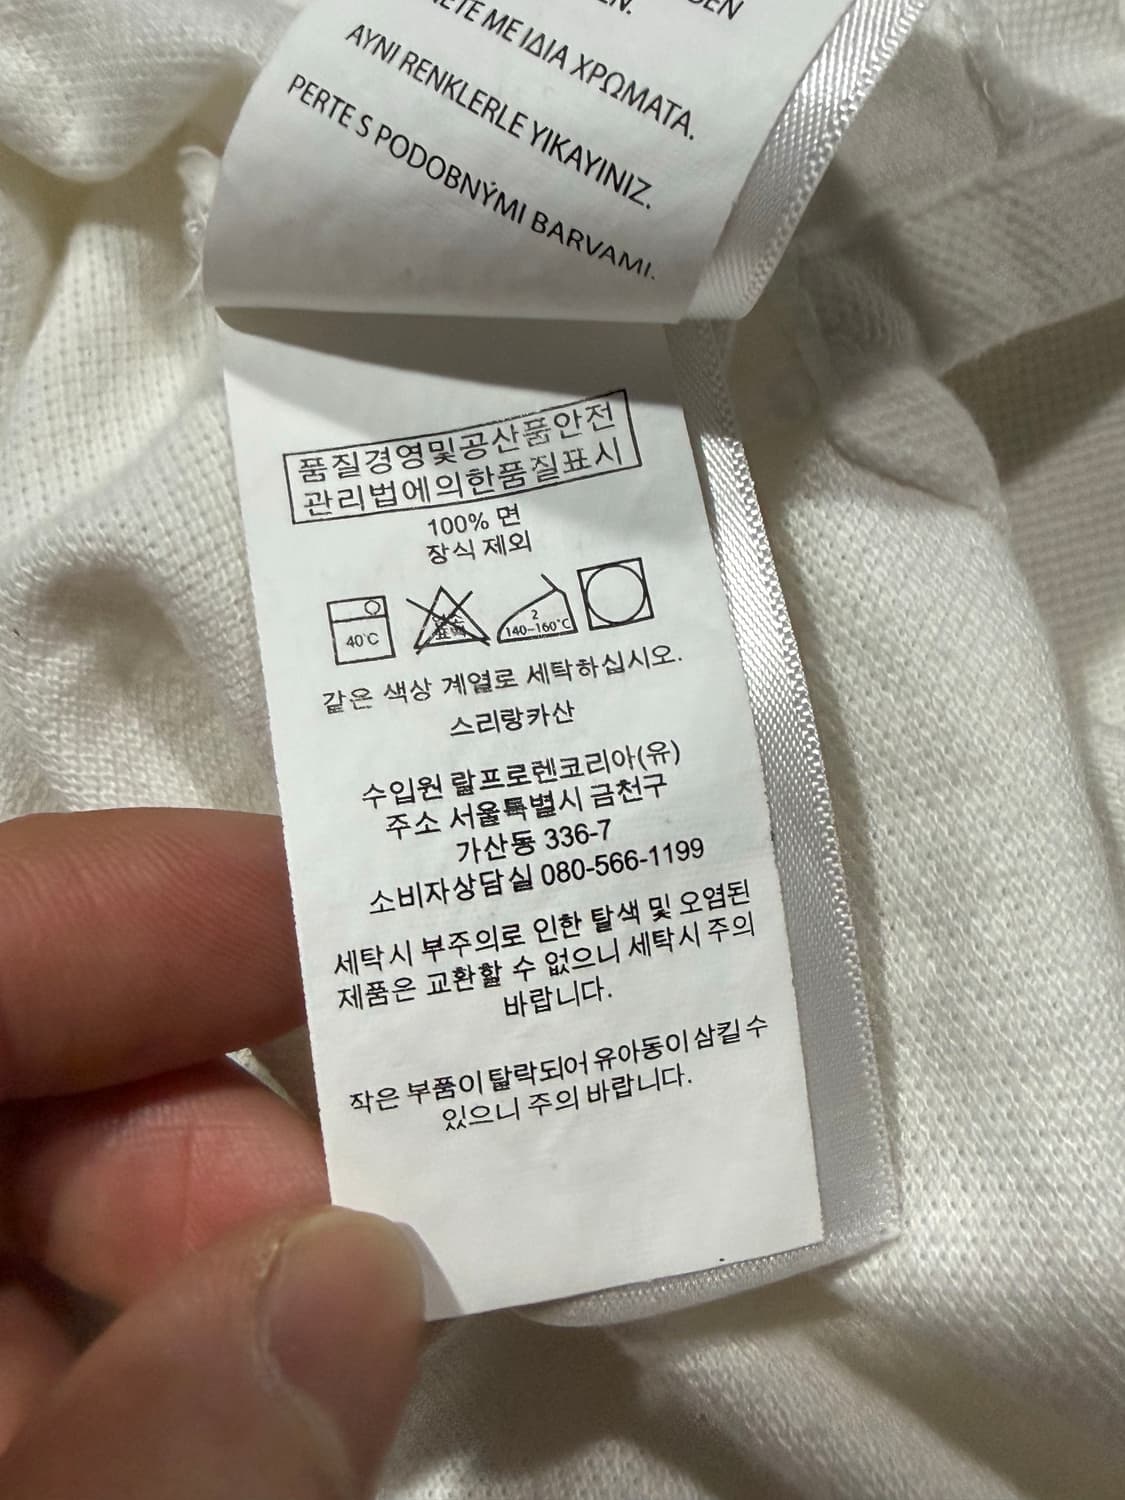 DEN
ΜΕ ΙΔΙΑ ΧΡΩΜΑΤΑ.
AYNI RENKLERLE YIKAYINIZ.
PERTE S PODOBNÝMI BARVAMI.
품질경영및공산품안전
관리법에의한품질표시
100% 면
장식 제외
40℃
2
140-160℃
같은 색상 계열로 세탁하십시오.
스리랑카산
수입원 랄프로렌코리아(유)
주소 서울특별시 금천구
가산동 336-7
소비자상담실 080-566-1199
세탁시 부주의로 인한 탈색 및 오염된
제품은 교환할 수 없으니 세탁시 주의
바랍니다.
작은 부품이 탈락되어 유아동이 삼킬 수
있으니 주의 바랍니다.